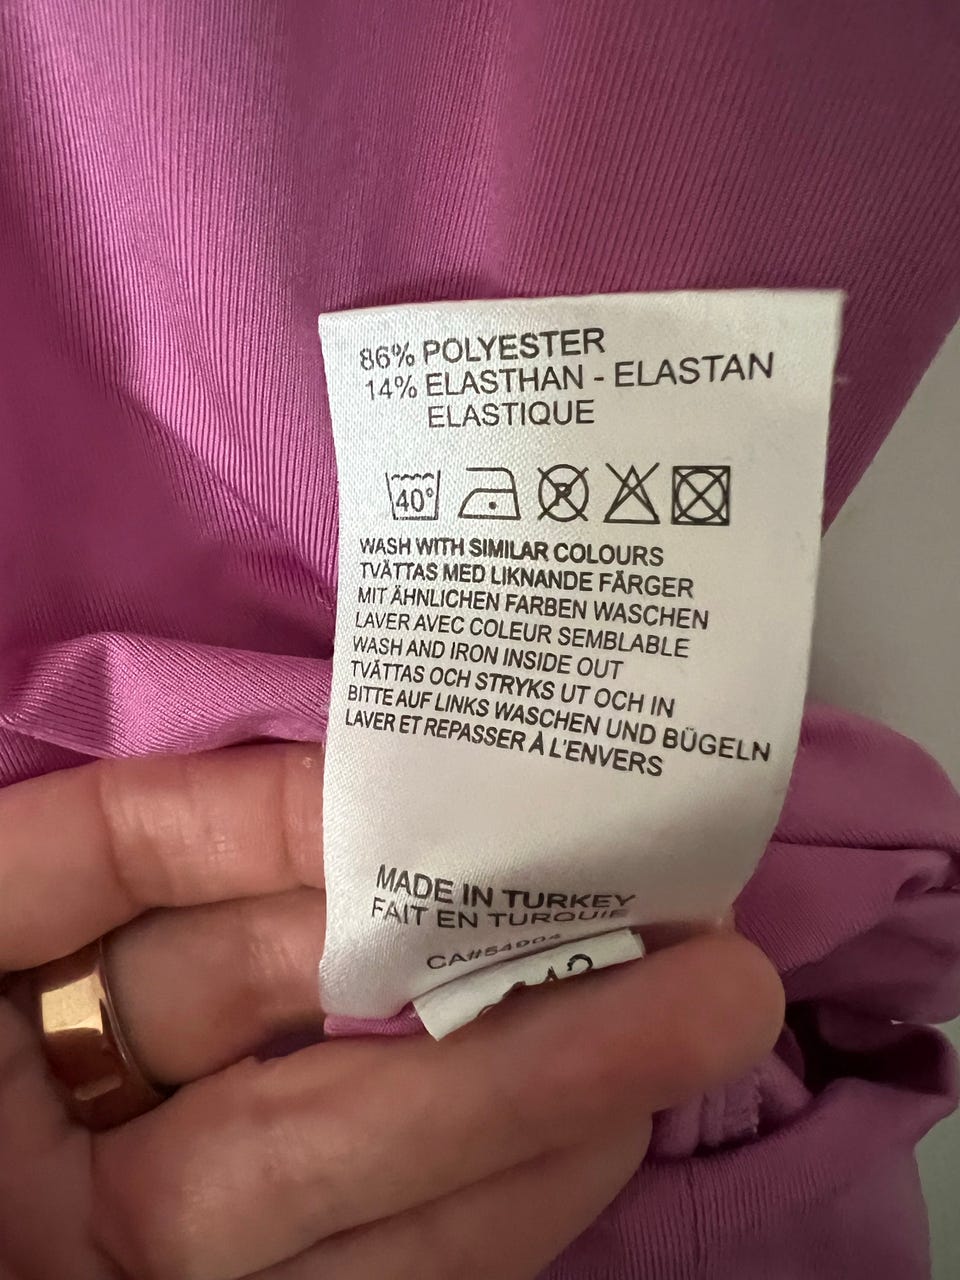 86% POLYESTER
14% ELASTHAN - ELASTAN
ELASTIQUE
40°
R
WASH WITH SIMILAR COLOURS
TVÄTTAS MED LIKNANDE FÄRGER
MIT ÄHNLICHEN FARBEN WASCHEN
LAVER AVEC COLEUR SEMBLABLE
WASH AND IRON INSIDE OUT
TVÄTTAS OCH STRYKS UT OCH IN
BITTE AUF LINKS WASCHEN UND BÜGELN
LAVER ET REPASSER À L'ENVERS
MADE IN TURKEY
FAIT EN TURQUIE
CA#54904